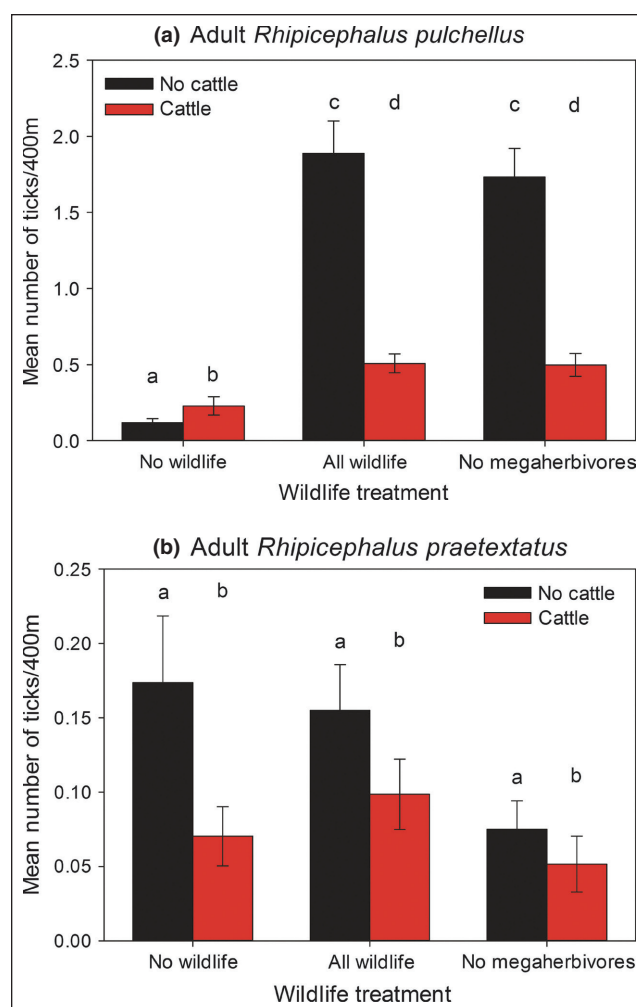 (a) Adult Rhipicephalus pulchellus
No cattle
Cattle
Mean number of ticks/400m
2.5
2.0
1.5
1.0
0.5
0.0
a
b
c
d
c
d
No wildlife
All wildlife
No megaherbivores
Wildlife treatment
(b) Adult Rhipicephalus praetextatus
No cattle
Cattle
Mean number of ticks/400m
0.25
0.20
0.15
0.10
0.05
0.00
a
b
a
b
a
b
No wildlife
All wildlife
No megaherbivores
Wildlife treatment